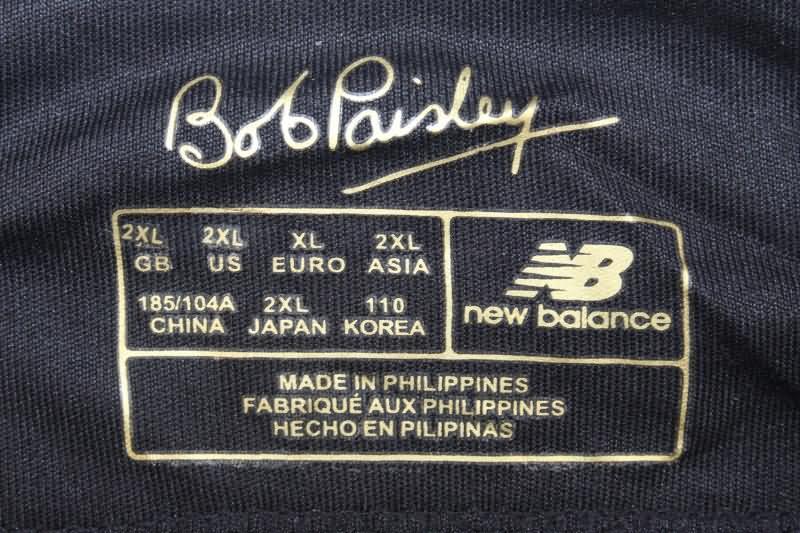 Bob Paisley
2XL 2XL XL 2XL
GB US EURO ASIA
185/104A 2XL 110
CHINA JAPAN KOREA
NB
new balance
MADE IN PHILIPPINES
FABRIQUÉ AUX PHILIPPINES
HECHO EN PILIPINAS